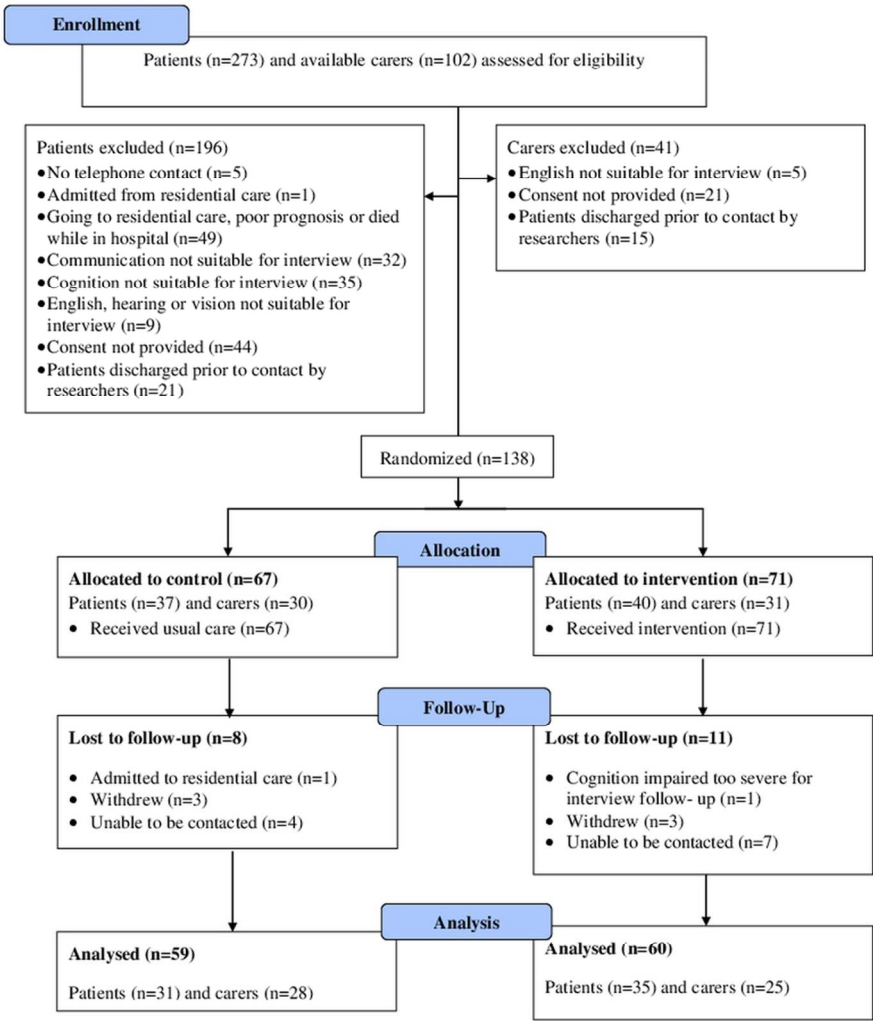 Enrollment
Patients (n=273) and available carers (n=102) assessed for eligibility
Patients excluded (n=196)
●No telephone contact (n=5)
●Admitted from residential care (n=1)
●Going to residential care, poor prognosis or died
while in hospital (n=49)
●Communication not suitable for interview (n=32)
●Cognition not suitable for interview (n=35)
●English, hearing or vision not suitable for
interview (n=9)
●Consent not provided (n=44)
●Patients discharged prior to contact by
researchers (n=21)
Carers excluded (n=41)
●English not suitable for interview (n=5)
●Consent not provided (n=21)
●Patients discharged prior to contact by
researchers (n=15)
Randomized (n=138)
Allocation
Allocated to control (n=67)
Patients (n=37) and carers (n=30)
● Received usual care (n=67)
Allocated to intervention (n=71)
Patients (n=40) and carers (n=31)
● Received intervention (n=71)
Follow-Up
Lost to follow-up (n=8)
● Admitted to residential care (n=1)
● Withdrew (n=3)
● Unable to be contacted (n=4)
Lost to follow-up (n=11)
● Cognition impaired too severe for
interview follow- up (n=1)
● Withdrew (n=3)
● Unable to be contacted (n=7)
Analysis
Analysed (n=59)
Patients (n=31) and carers (n=28)
Analysed (n=60)
Patients (n=35) and carers (n=25)